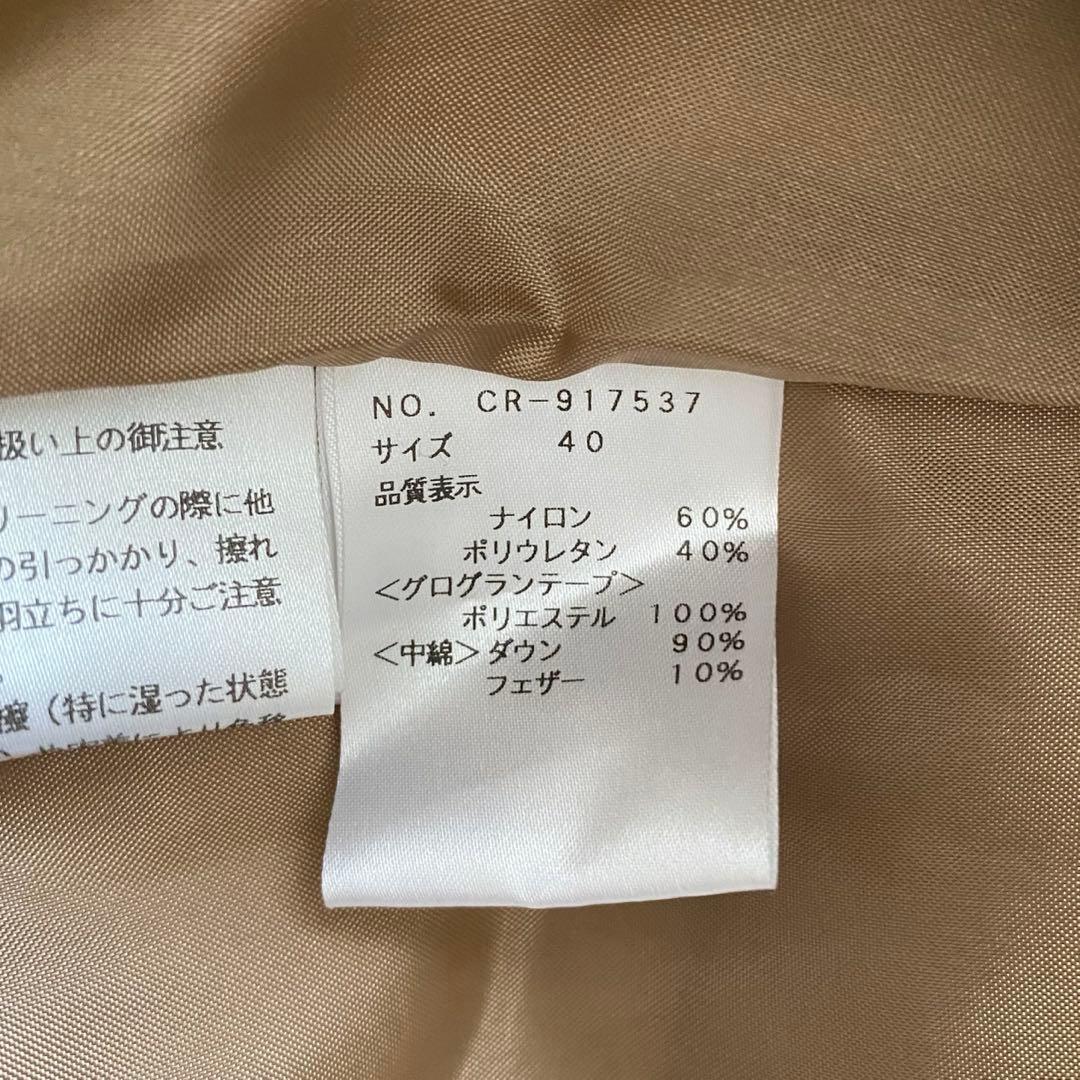 扱い上の御注意
リーニングの際に他
の引っかかり、擦れ
羽立ちに十分ご注意
擦（特に湿った状態
NO. CR-917537
サイズ 40
品質表示
ナイロン 60%
ポリウレタン 40%
<グログランテープ>
ポリエステル 100%
<中綿>ダウン 90%
フェザー 10%